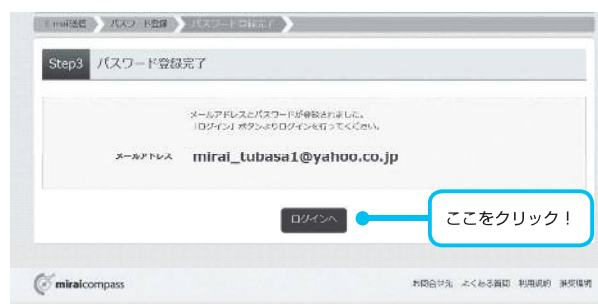 E-mail送信 パスワード登録 パスワード登録完了
Step3 パスワード登録完了
メールアドレスとパスワードが登録されました。
「ログイン」ボタンよりログインを行ってください。
メールアドレス mirai_tubasa1@yahoo.co.jp
ログインへ
ここをクリック！
miraicompass
お問合せ先 よくある質問 利用規約 推奨環境